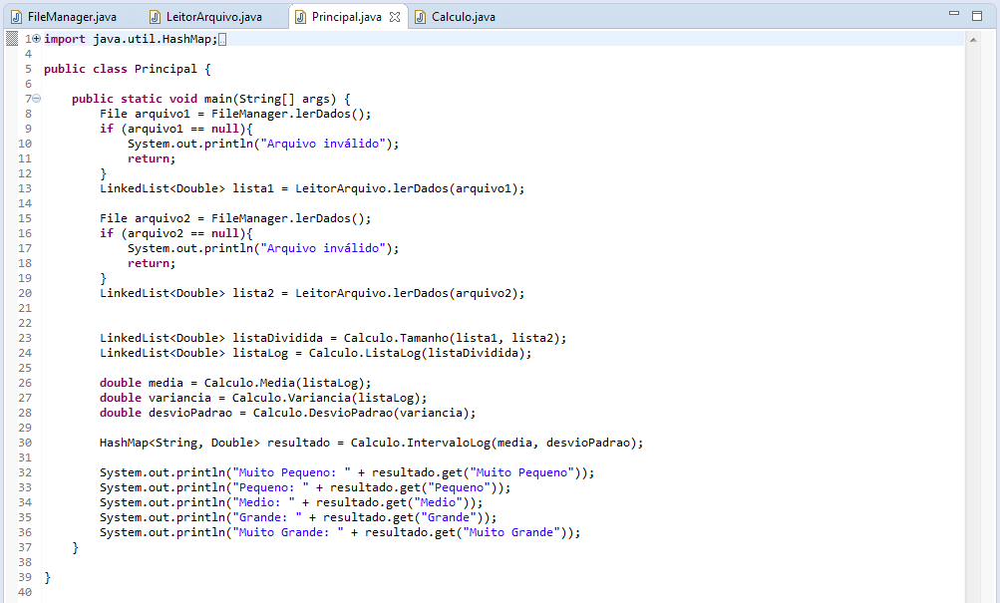 FileManager.java LeitorArquivo.java Principal.java Calculo.java
1 import java.util.HashMap;
4
5 public class Principal {
6
7 public static void main(String[] args) {
8 File arquivo1 = FileManager.lerDados();
9 if (arquivo1 == null){
10 System.out.println("Arquivo inválido");
11 return;
12 }
13 LinkedList<Double> lista1 = LeitorArquivo.lerDados(arquivo1);
14
15 File arquivo2 = FileManager.lerDados();
16 if (arquivo2 == null){
17 System.out.println("Arquivo inválido");
18 return;
19 }
20 LinkedList<Double> lista2 = LeitorArquivo.lerDados(arquivo2);
21
22
23 LinkedList<Double> listaDividida = Calculo.Tamanho(lista1, lista2);
24 LinkedList<Double> listaLog = Calculo.ListaLog(listaDividida);
25
26 double media = Calculo.Media(listaLog);
27 double variancia = Calculo.Variancia(listaLog);
28 double desvioPadrao = Calculo.DesvioPadrao(variancia);
29
30 HashMap<String, Double> resultado = Calculo.IntervaloLog(media, desvioPadrao);
31
32 System.out.println("Muito Pequeno: " + resultado.get("Muito Pequeno"));
33 System.out.println("Pequeno: " + resultado.get("Pequeno"));
34 System.out.println("Medio: " + resultado.get("Medio"));
35 System.out.println("Grande: " + resultado.get("Grande"));
36 System.out.println("Muito Grande: " + resultado.get("Muito Grande"));
37 }
38
39 }
40